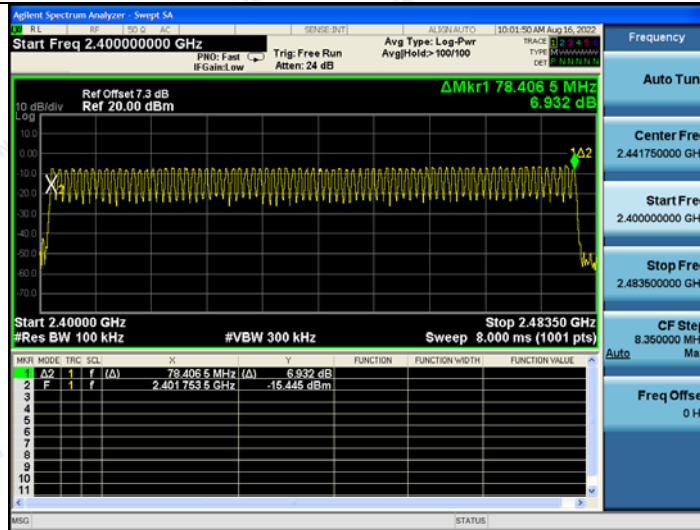 Agilent Spectrum Analyzer - Swept SA
RL RF 50 Ω AC SENSE:INT ALIGN AUTO 10:01:50 AM Aug 16, 2022
Start Freq 2.400000000 GHz
PNO: Fast
IFGain:Low
Trig: Free Run
Atten: 24 dB
Avg Type: Log-Pwr
Avg|Hold:> 100/100
TRACE 1 2 3 4 5 6
TYPE
DET P N N N N N
Frequency
Auto Tun
Center Fre
2.441750000 GH
Start Fre
2.400000000 GH
Stop Fre
2.483500000 GH
CF Step
8.350000 MH
Auto Ma
Freq Offse
0 H
ΔMkr1 78.406 5 MHz
6.932 dB
Ref Offset 7.3 dB
10 dB/div Ref 20.00 dBm
Log
10.0
0.00
-10.0
-20.0
-30.0
-40.0
-50.0
-60.0
-70.0
X2
1Δ2
Start 2.40000 GHz Stop 2.48350 GHz
#Res BW 100 kHz #VBW 300 kHz Sweep 8.000 ms (1001 pts)
MKR MODE TRC SCL X Y FUNCTION FUNCTION WIDTH FUNCTION VALUE
1 Δ2 1 f (Δ) 78.406 5 MHz (Δ) 6.932 dB
2 F 1 f 2.401 753 5 GHz -15.445 dBm
3
4
5
6
7
8
9
10
11
MSG STATUS